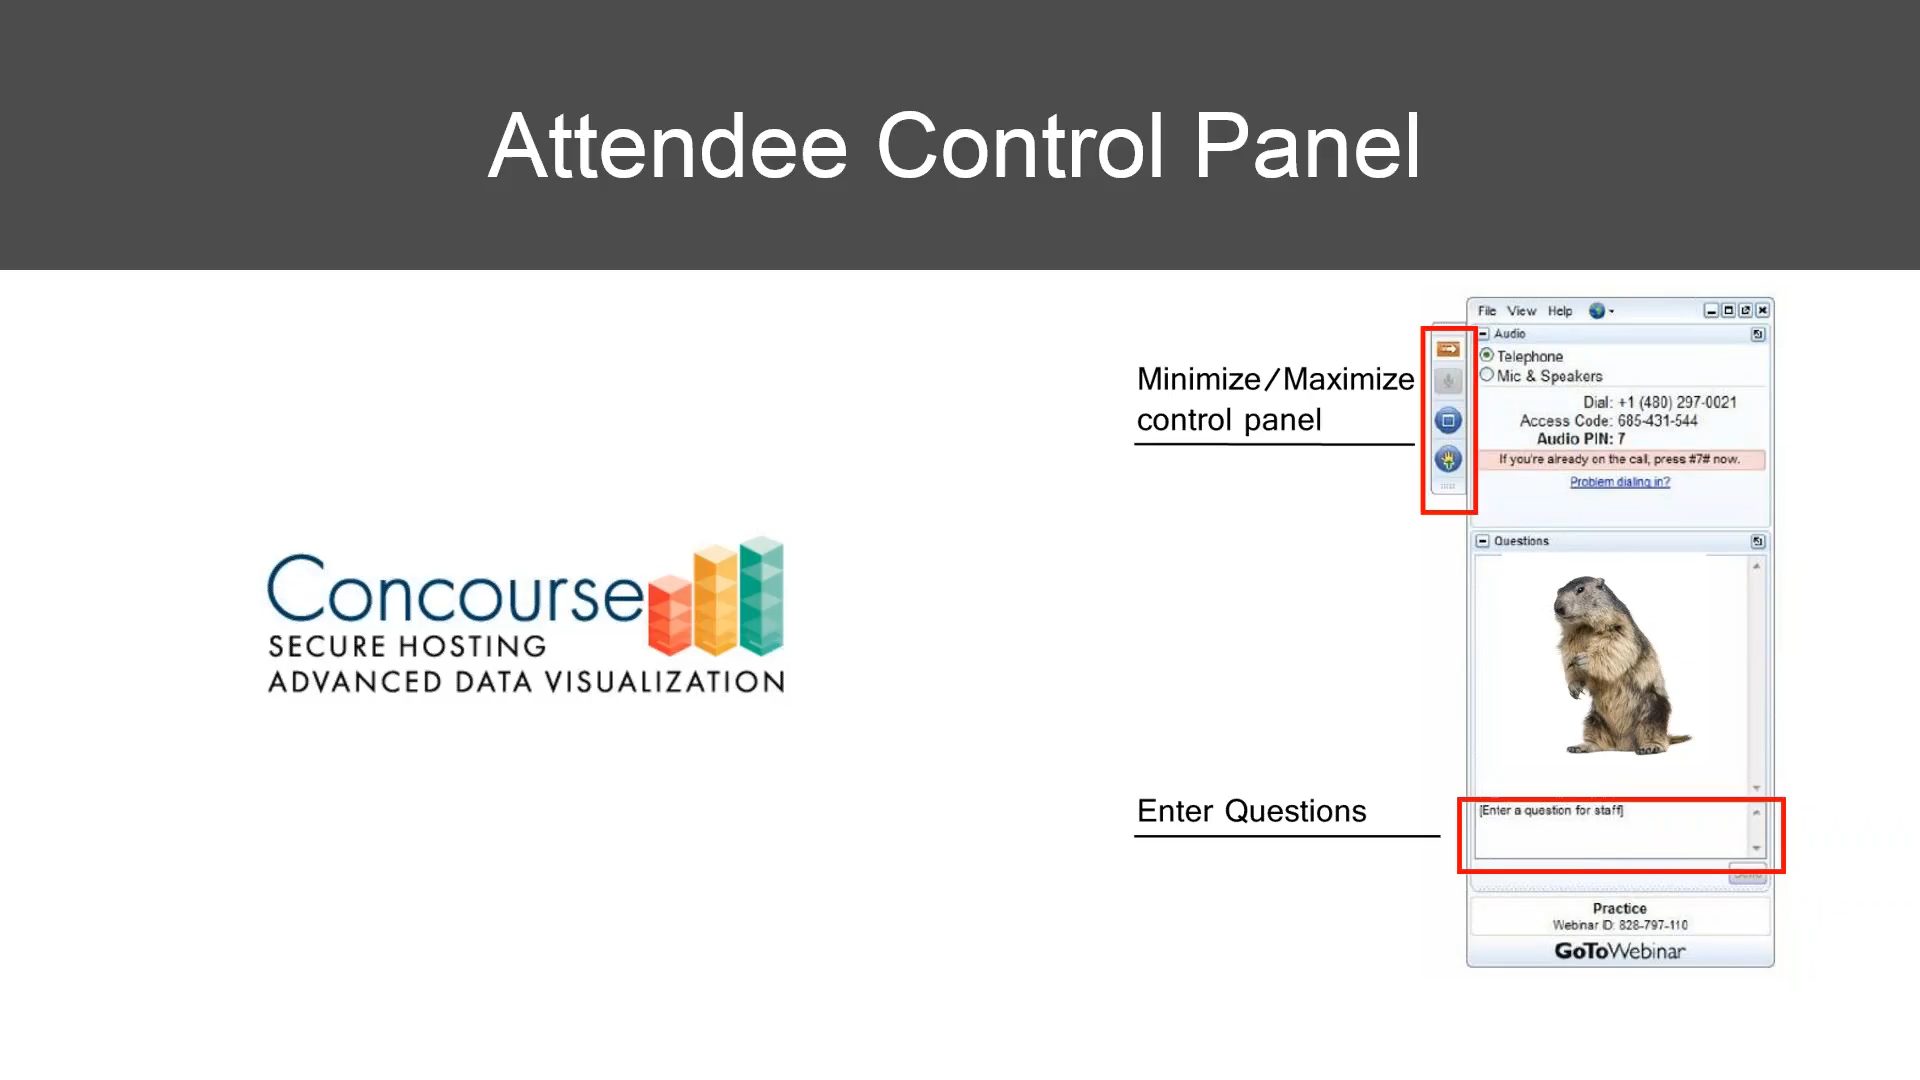 Attendee Control Panel
Concourse
SECURE HOSTING
ADVANCED DATA VISUALIZATION
Minimize/Maximize
control panel
Enter Questions
File View Help
Audio
Telephone
Mic & Speakers
Dial: +1 (480) 297-0021
Access Code: 685-431-544
Audio PIN: 7
If you're already on the call, press #7# now.
Problem dialing in?
Questions
[Enter a question for staff]
Practice
Webinar ID: 828-797-110
GoToWebinar